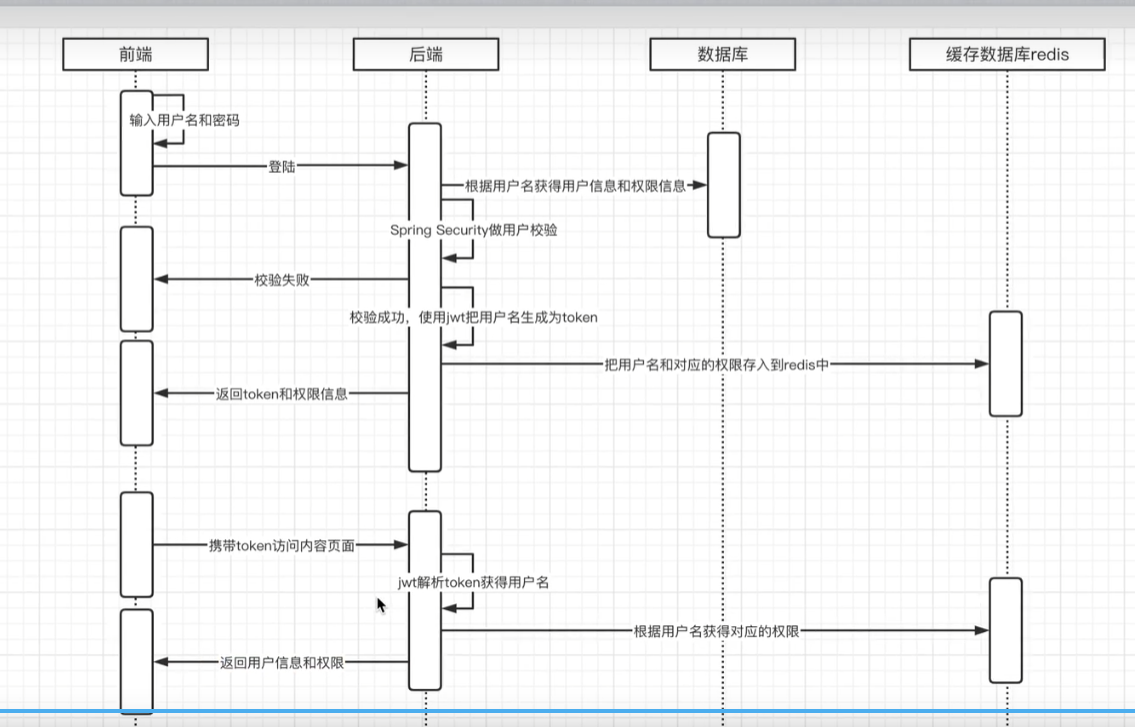 前端
后端
数据库
缓存数据库redis
输入用户名和密码
登陆
根据用户名获得用户信息和权限信息
Spring Security做用户校验
校验失败
校验成功，使用jwt把用户名生成为token
把用户名和对应的权限存入到redis中
返回token和权限信息
携带token访问内容页面
jwt解析token获得用户名
根据用户名获得对应的权限
返回用户信息和权限